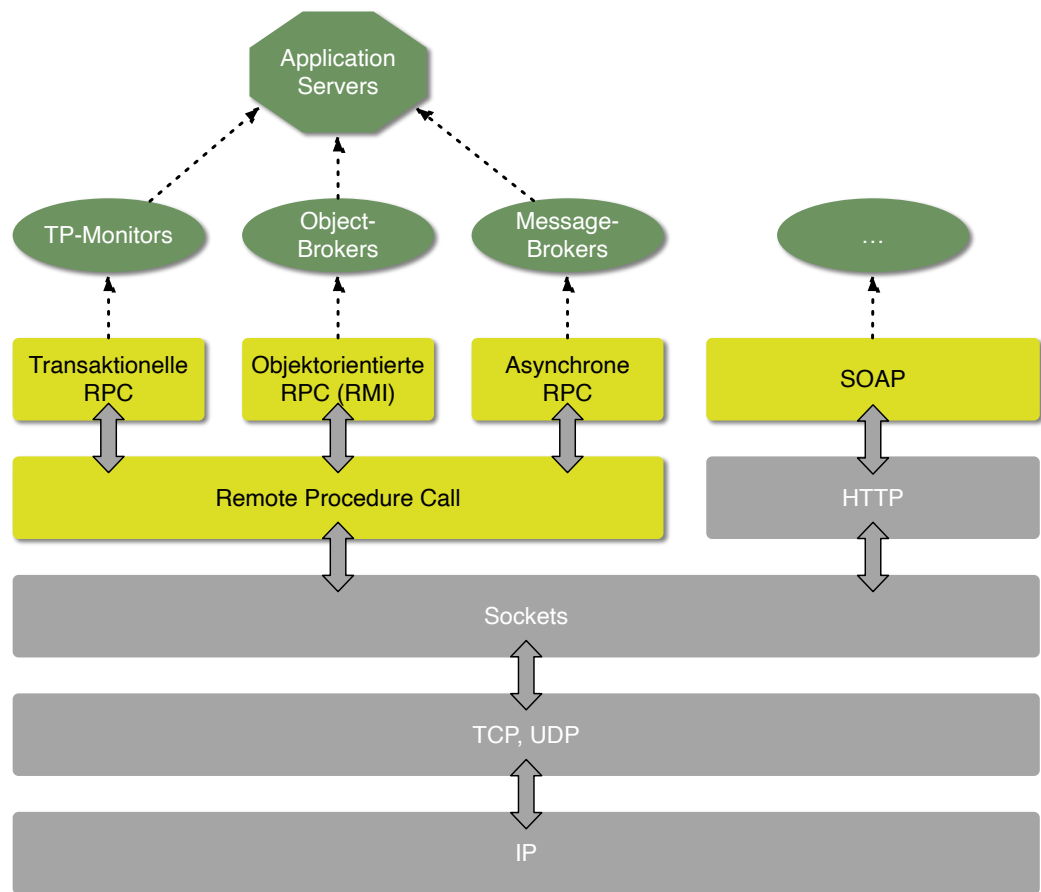 Application
Servers
TP-Monitors
Object-
Brokers
Message-
Brokers
…
Transaktionelle
RPC
Objektorientierte
RPC (RMI)
Asynchrone
RPC
SOAP
Remote Procedure Call
HTTP
Sockets
TCP, UDP
IP